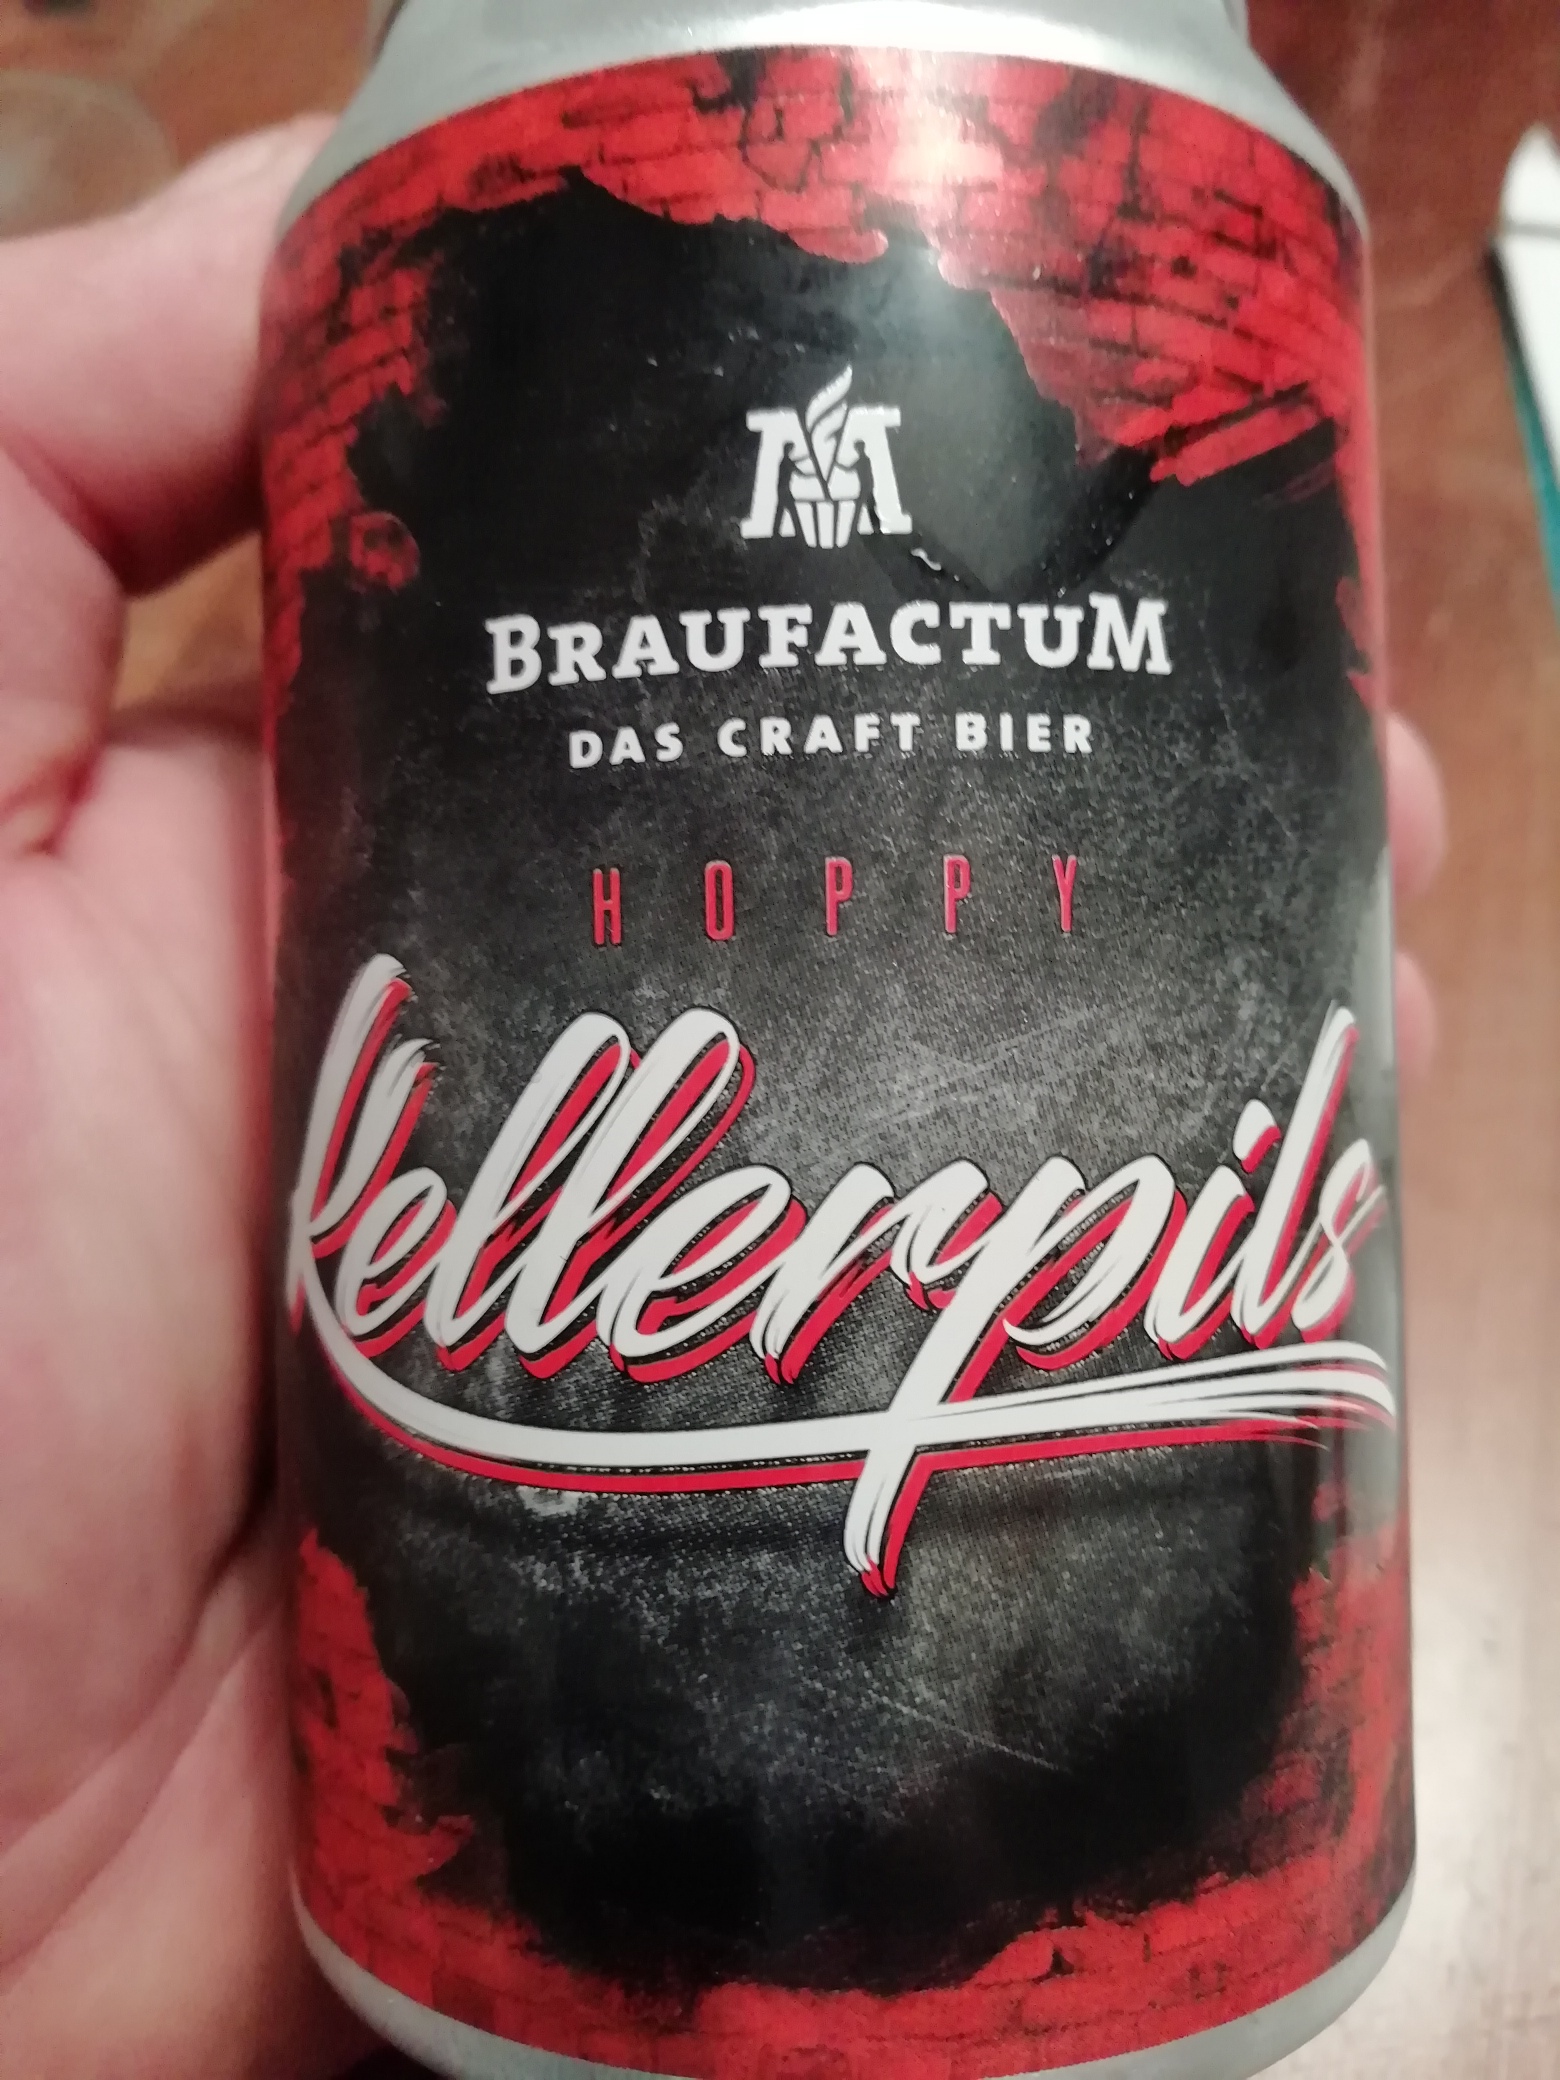 BRAUFACTUM
DAS CRAFT BIER
HOPPY
Kellerpils